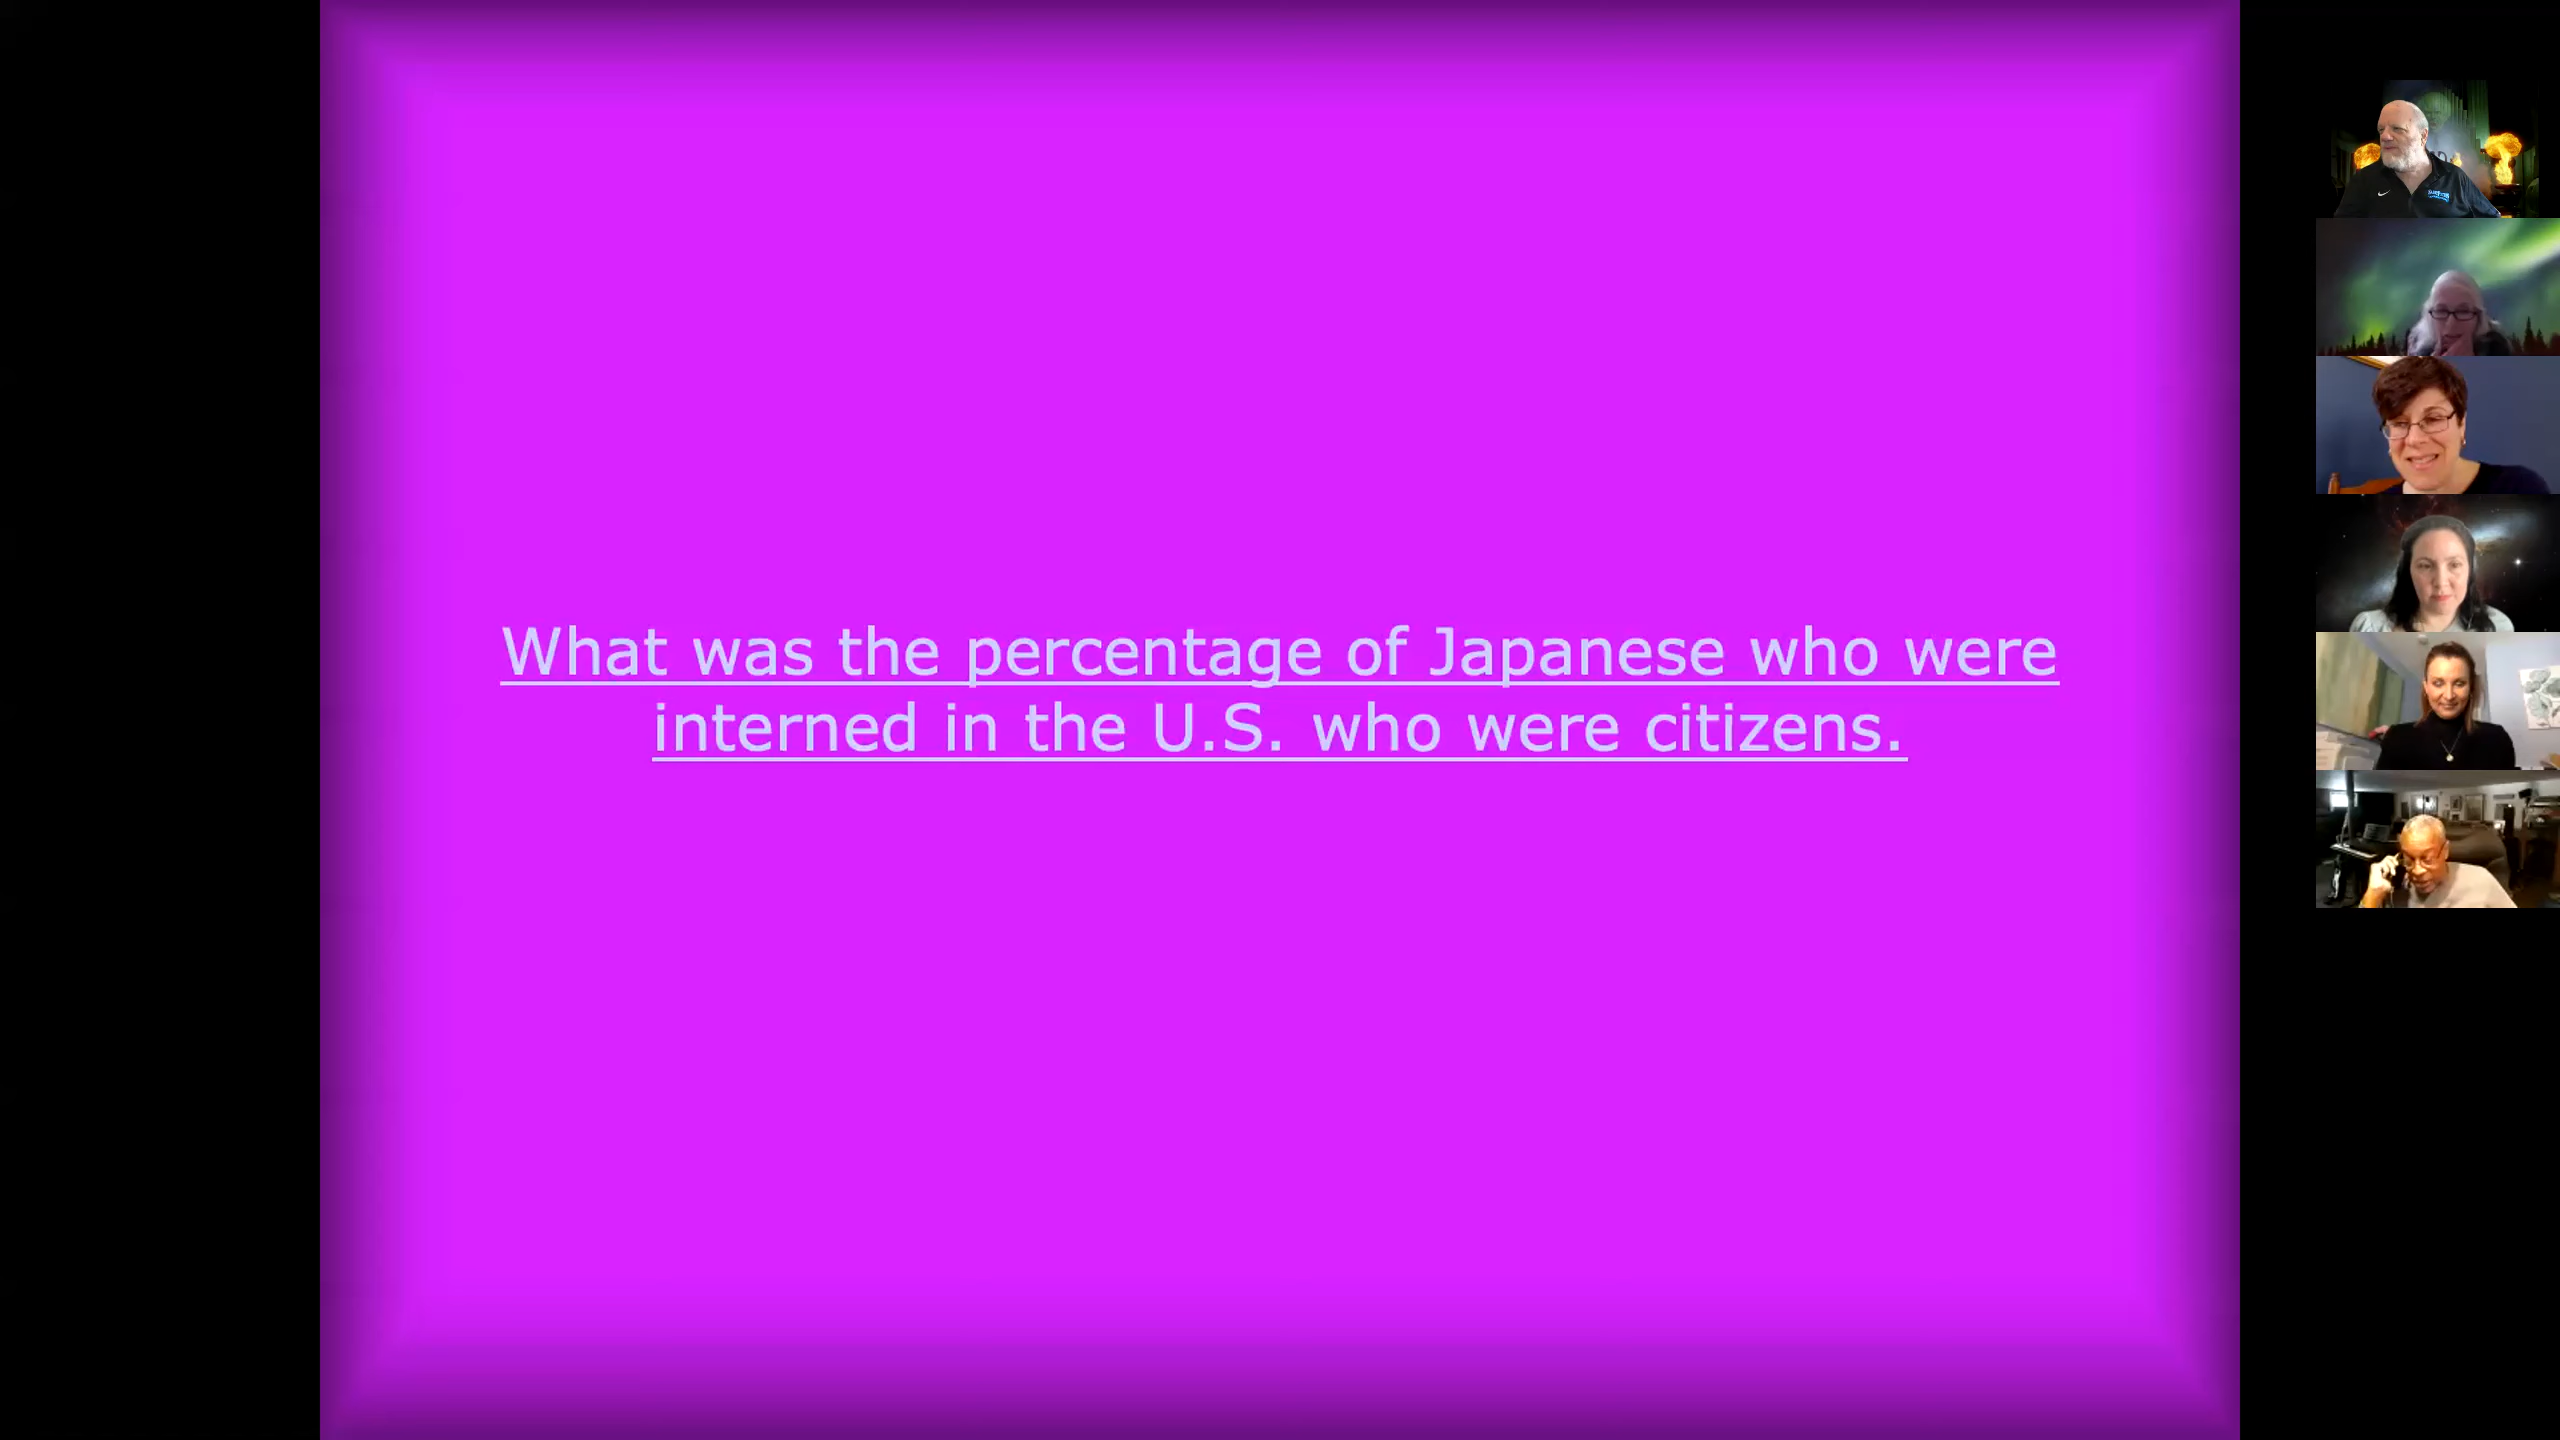 What was the percentage of Japanese who were
interned in the U.S. who were citizens.